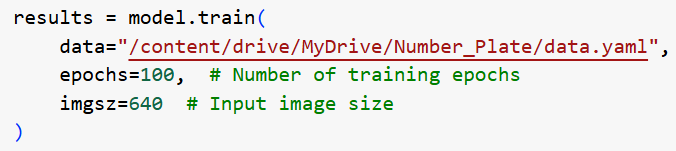 results = model.train(
    data="/content/drive/MyDrive/Number_Plate/data.yaml",
    epochs=100,  # Number of training epochs
    imgsz=640  # Input image size
)